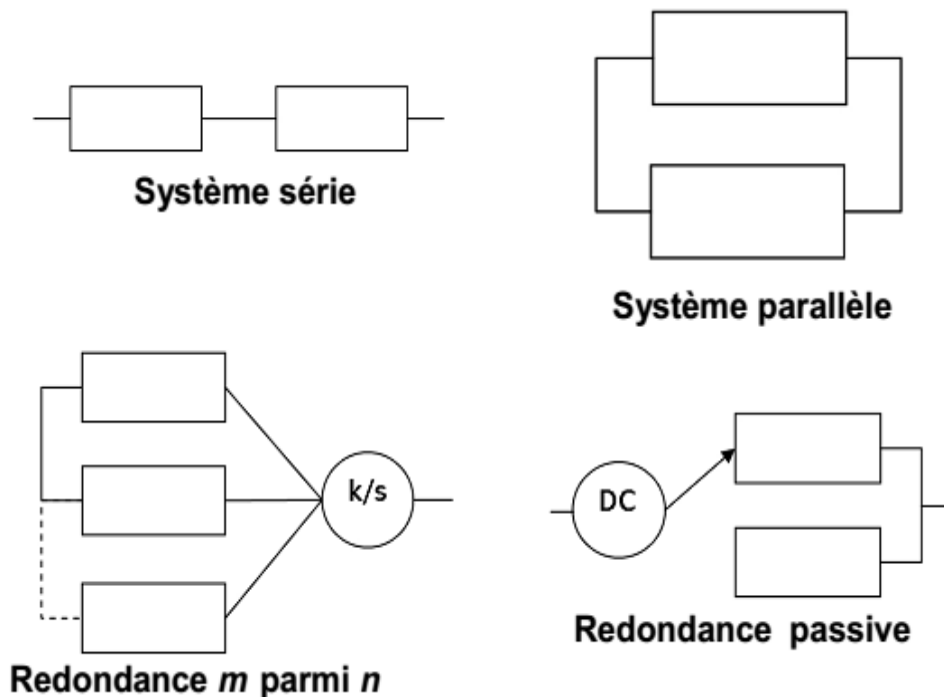 Système série
Système parallèle
k/s
Redondance m parmi n
DC
Redondance passive